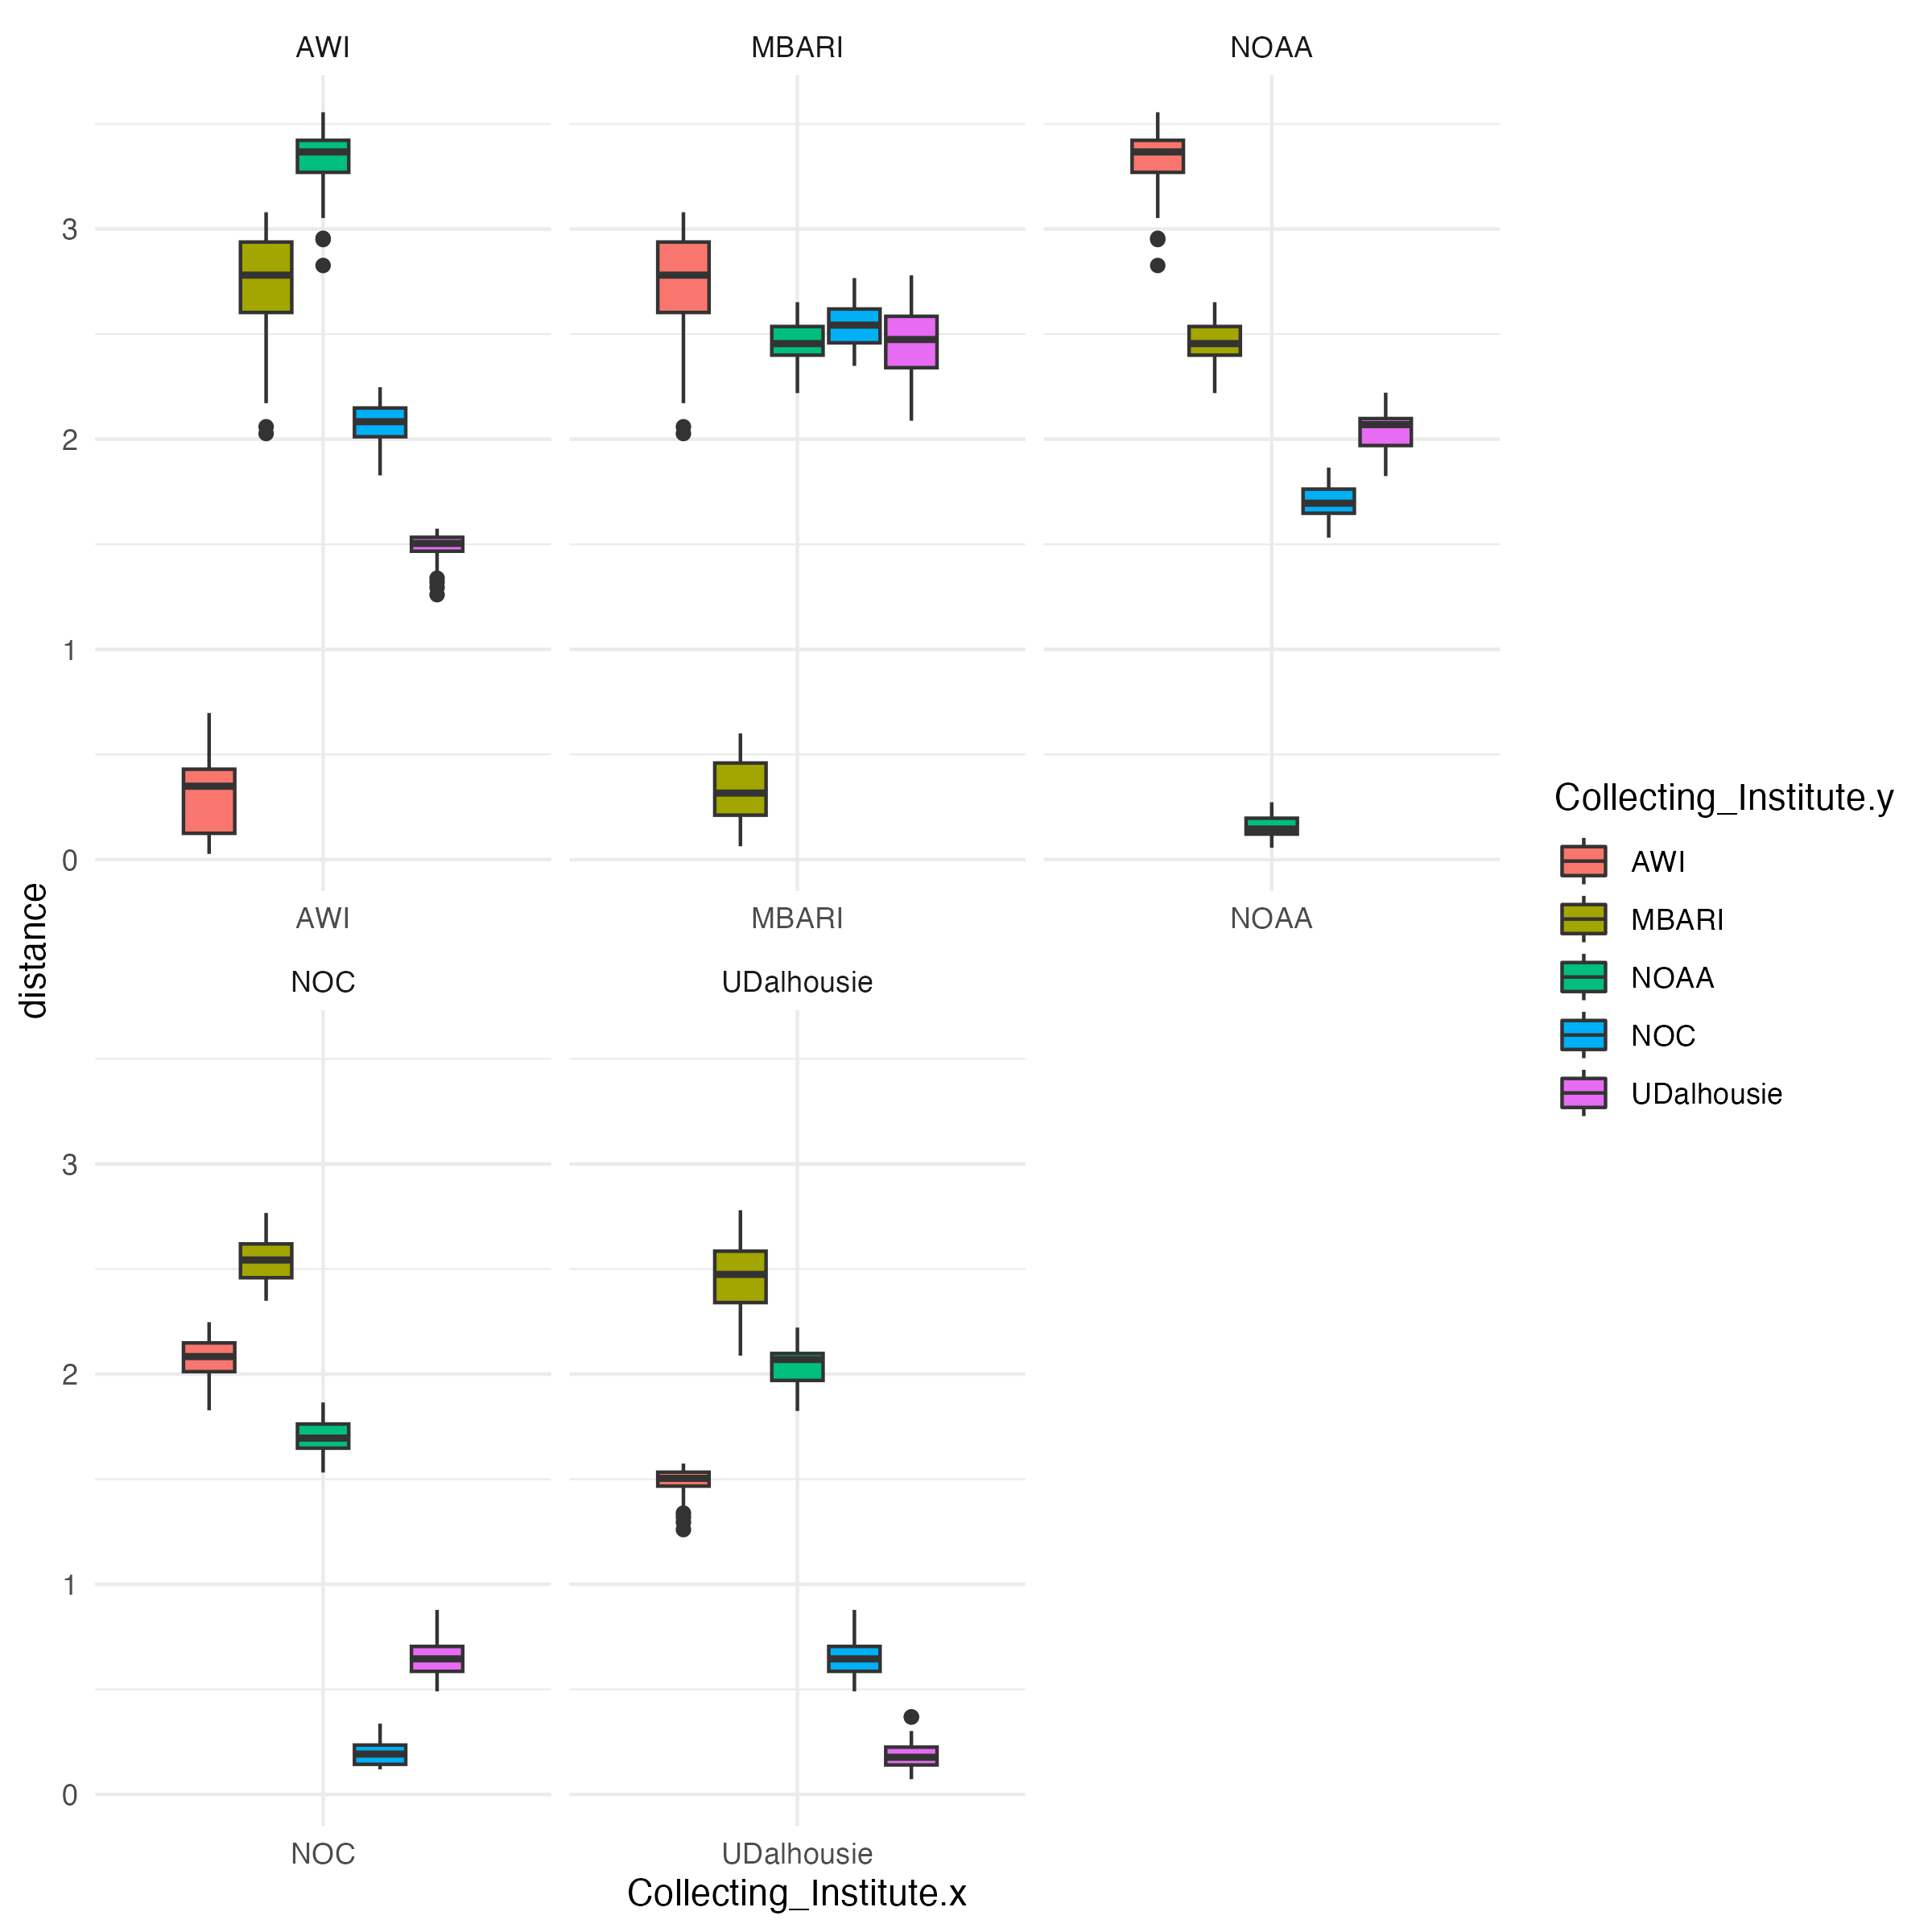 AWI MBARI NOAA
3
2
1
0
AWI MBARI NOAA
distance
NOC UDalhousie
3
2
1
0
NOC UDalhousie
Collecting_Institute.x
Collecting_Institute.y
AWI
MBARI
NOAA
NOC
UDalhousie